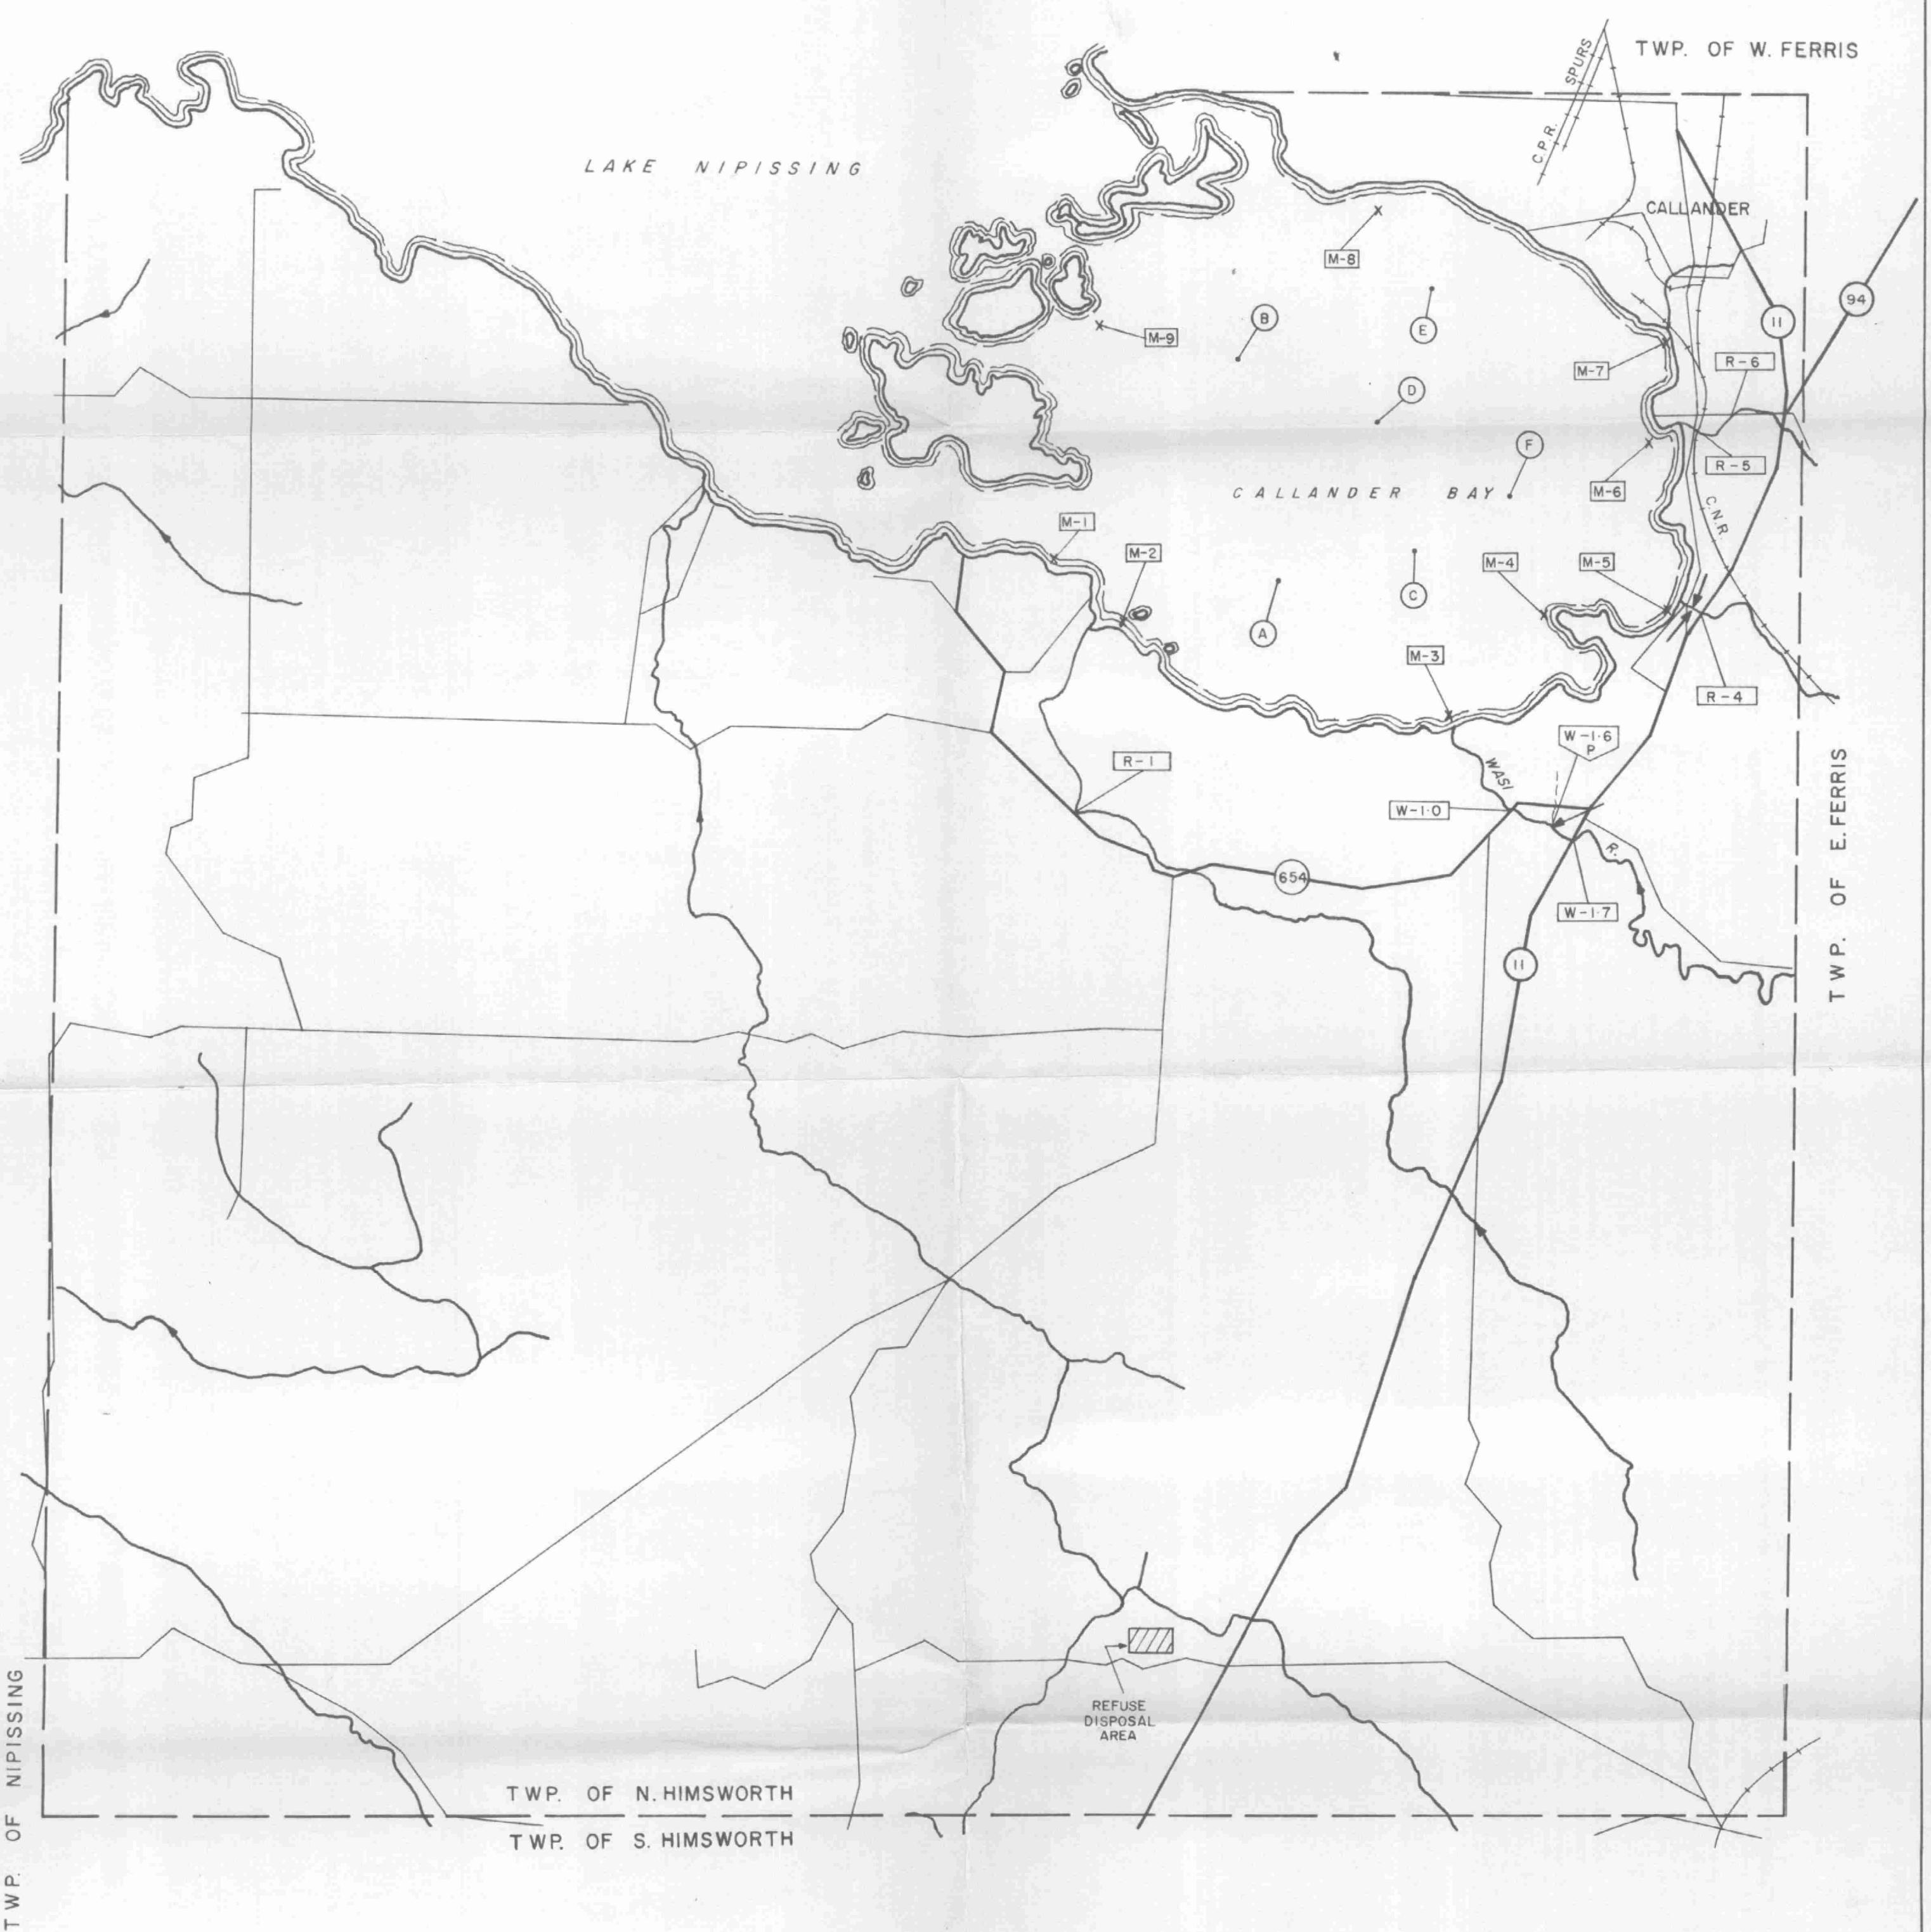 TWP. OF W. FERRIS
C.P.R. SPURS
LAKE NIPISSING
CALLANDER
M-8
94
B
11
E
M-9
R-6
M-7
D
F
R-5
CALLANDER BAY
M-6
C.N.R.
M-1
M-2
M-4
M-5
C
A
M-3
R-4
W-1·6
P
R-1
WASI
R.
W-1·0
TWP. OF E. FERRIS
654
W-1·7
11
REFUSE
DISPOSAL
AREA
TWP. OF NIPISSING
TWP. OF N. HIMSWORTH
TWP. OF S. HIMSWORTH